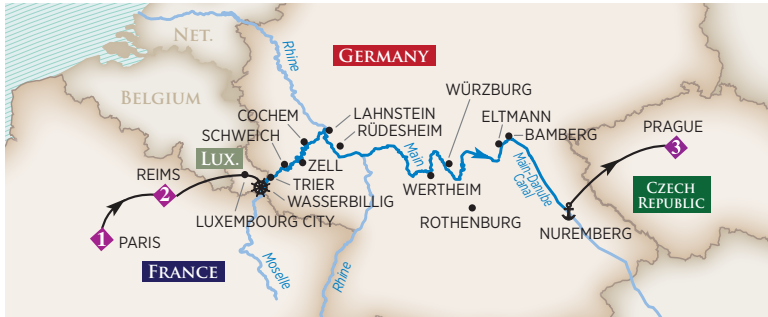 NET.
Rhine
GERMANY
BELGIUM
WÜRZBURG
COCHEM
LAHNSTEIN
ELTMANN
SCHWEICH
RÜDESHEIM
BAMBERG
PRAGUE
3
LUX.
ZELL
Main
REIMS
2
TRIER
WERTHEIM
Main-Danube
Canal
CZECH
REPUBLIC
WASSERBILLIG
LUXEMBOURG CITY
ROTHENBURG
NUREMBERG
1
PARIS
FRANCE
Moselle
Rhine